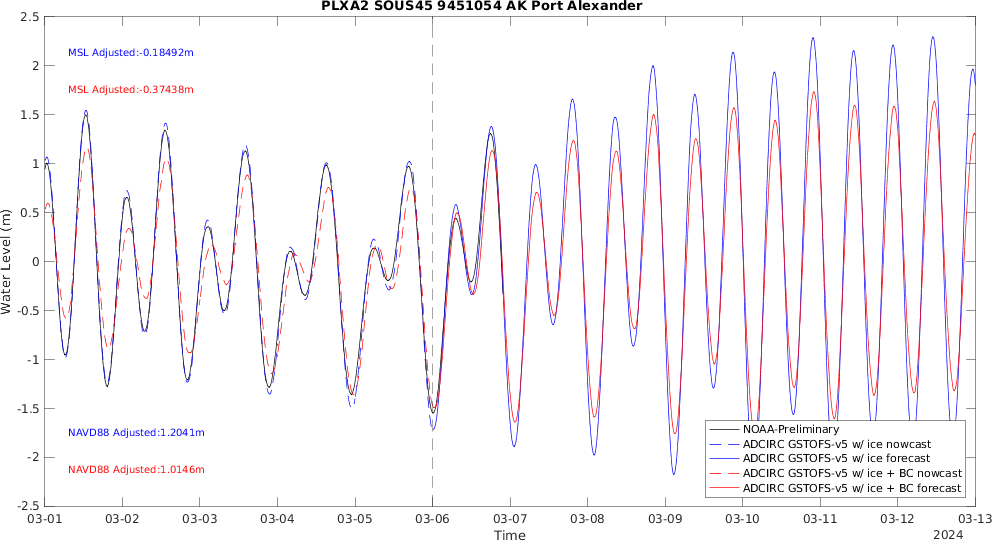 PLXA2 SOUS45 9451054 AK Port Alexander
2.5
2
1.5
1
0.5
0
-0.5
-1
-1.5
-2
-2.5
Water Level (m)
MSL Adjusted:-0.18492m
MSL Adjusted:-0.37438m
NAVD88 Adjusted:1.2041m
NAVD88 Adjusted:1.0146m
NOAA-Preliminary
ADCIRC GSTOFS-v5 w/ ice nowcast
ADCIRC GSTOFS-v5 w/ ice forecast
ADCIRC GSTOFS-v5 w/ ice + BC nowcast
ADCIRC GSTOFS-v5 w/ ice + BC forecast
03-01 03-02 03-03 03-04 03-05 03-06 03-07 03-08 03-09 03-10 03-11 03-12 03-13
Time
2024